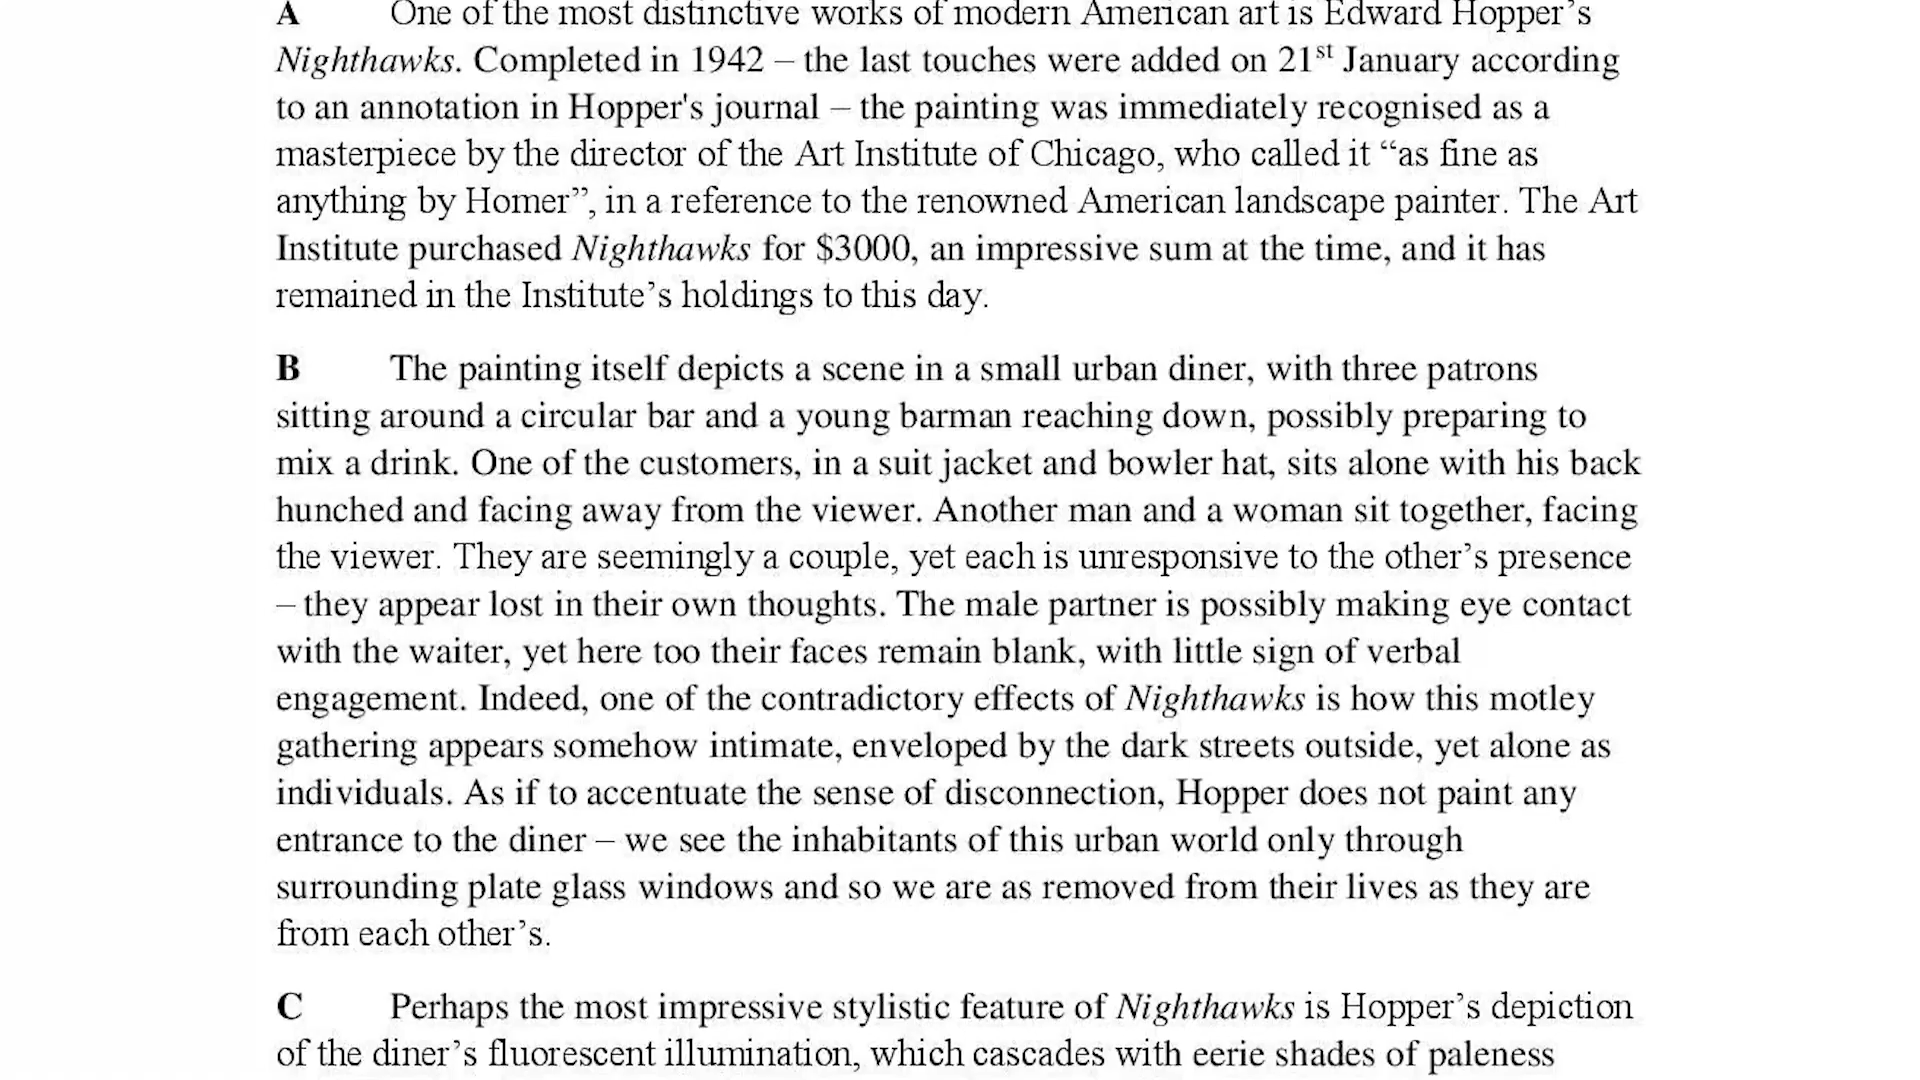 A One of the most distinctive works of modern American art is Edward Hopper’s
Nighthawks. Completed in 1942 – the last touches were added on 21st January according
to an annotation in Hopper's journal – the painting was immediately recognised as a
masterpiece by the director of the Art Institute of Chicago, who called it “as fine as
anything by Homer”, in a reference to the renowned American landscape painter. The Art
Institute purchased Nighthawks for $3000, an impressive sum at the time, and it has
remained in the Institute’s holdings to this day.
B The painting itself depicts a scene in a small urban diner, with three patrons
sitting around a circular bar and a young barman reaching down, possibly preparing to
mix a drink. One of the customers, in a suit jacket and bowler hat, sits alone with his back
hunched and facing away from the viewer. Another man and a woman sit together, facing
the viewer. They are seemingly a couple, yet each is unresponsive to the other’s presence
– they appear lost in their own thoughts. The male partner is possibly making eye contact
with the waiter, yet here too their faces remain blank, with little sign of verbal
engagement. Indeed, one of the contradictory effects of Nighthawks is how this motley
gathering appears somehow intimate, enveloped by the dark streets outside, yet alone as
individuals. As if to accentuate the sense of disconnection, Hopper does not paint any
entrance to the diner – we see the inhabitants of this urban world only through
surrounding plate glass windows and so we are as removed from their lives as they are
from each other’s.
C Perhaps the most impressive stylistic feature of Nighthawks is Hopper’s depiction
of the diner’s fluorescent illumination, which cascades with eerie shades of paleness